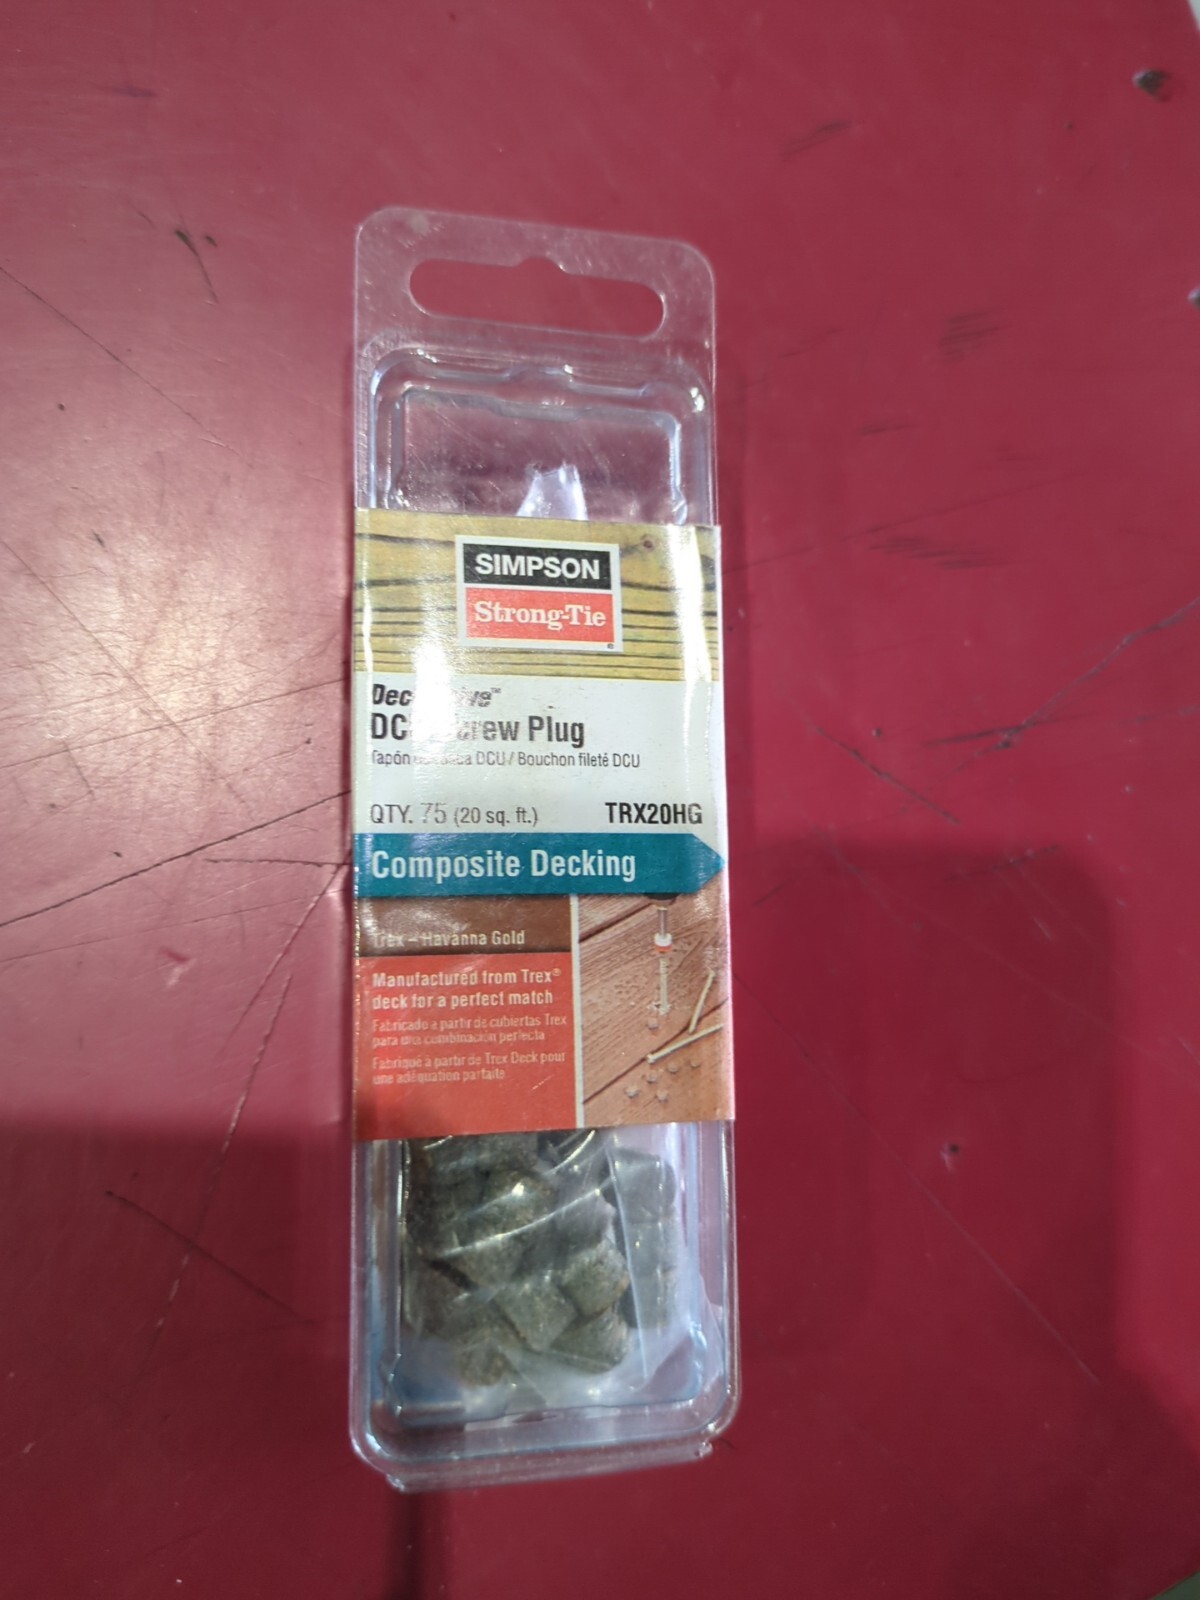 SIMPSON
Strong-Tie
®
DCU Screw Plug
DCU / Bouchon fileté DCU
QTY. 75 (20 sq. ft.) TRX20HG
Composite Decking
Trex – Havanna Gold
Manufactured from Trex®
deck for a perfect match
Fabricado a partir de cubiertas Trex
para una combinación perfecta
Fabriqué à partir de Trex Deck pour
une adéquation parfaite